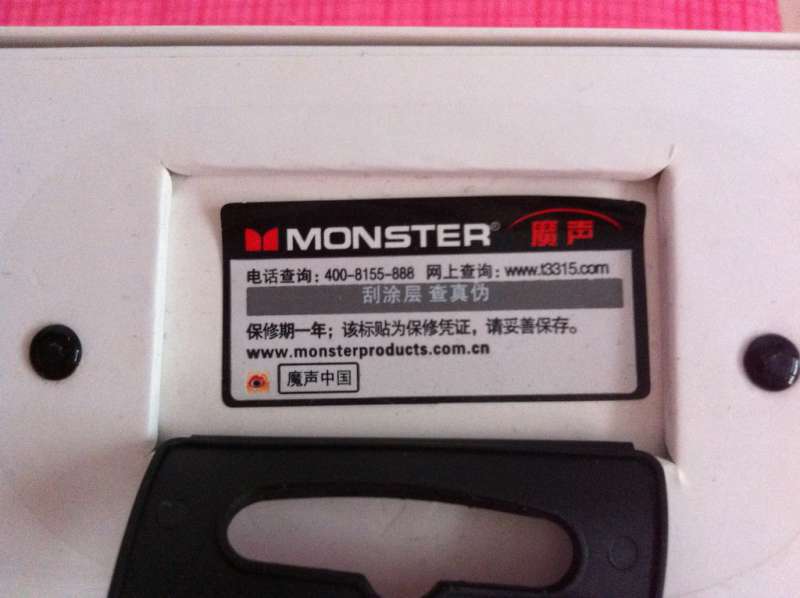 MONSTER® 魔声
电话查询：400-8155-888 网上查询：www.t3315.com
刮涂层 查真伪
保修期一年；该标贴为保修凭证，请妥善保存。
www.monsterproducts.com.cn
魔声中国